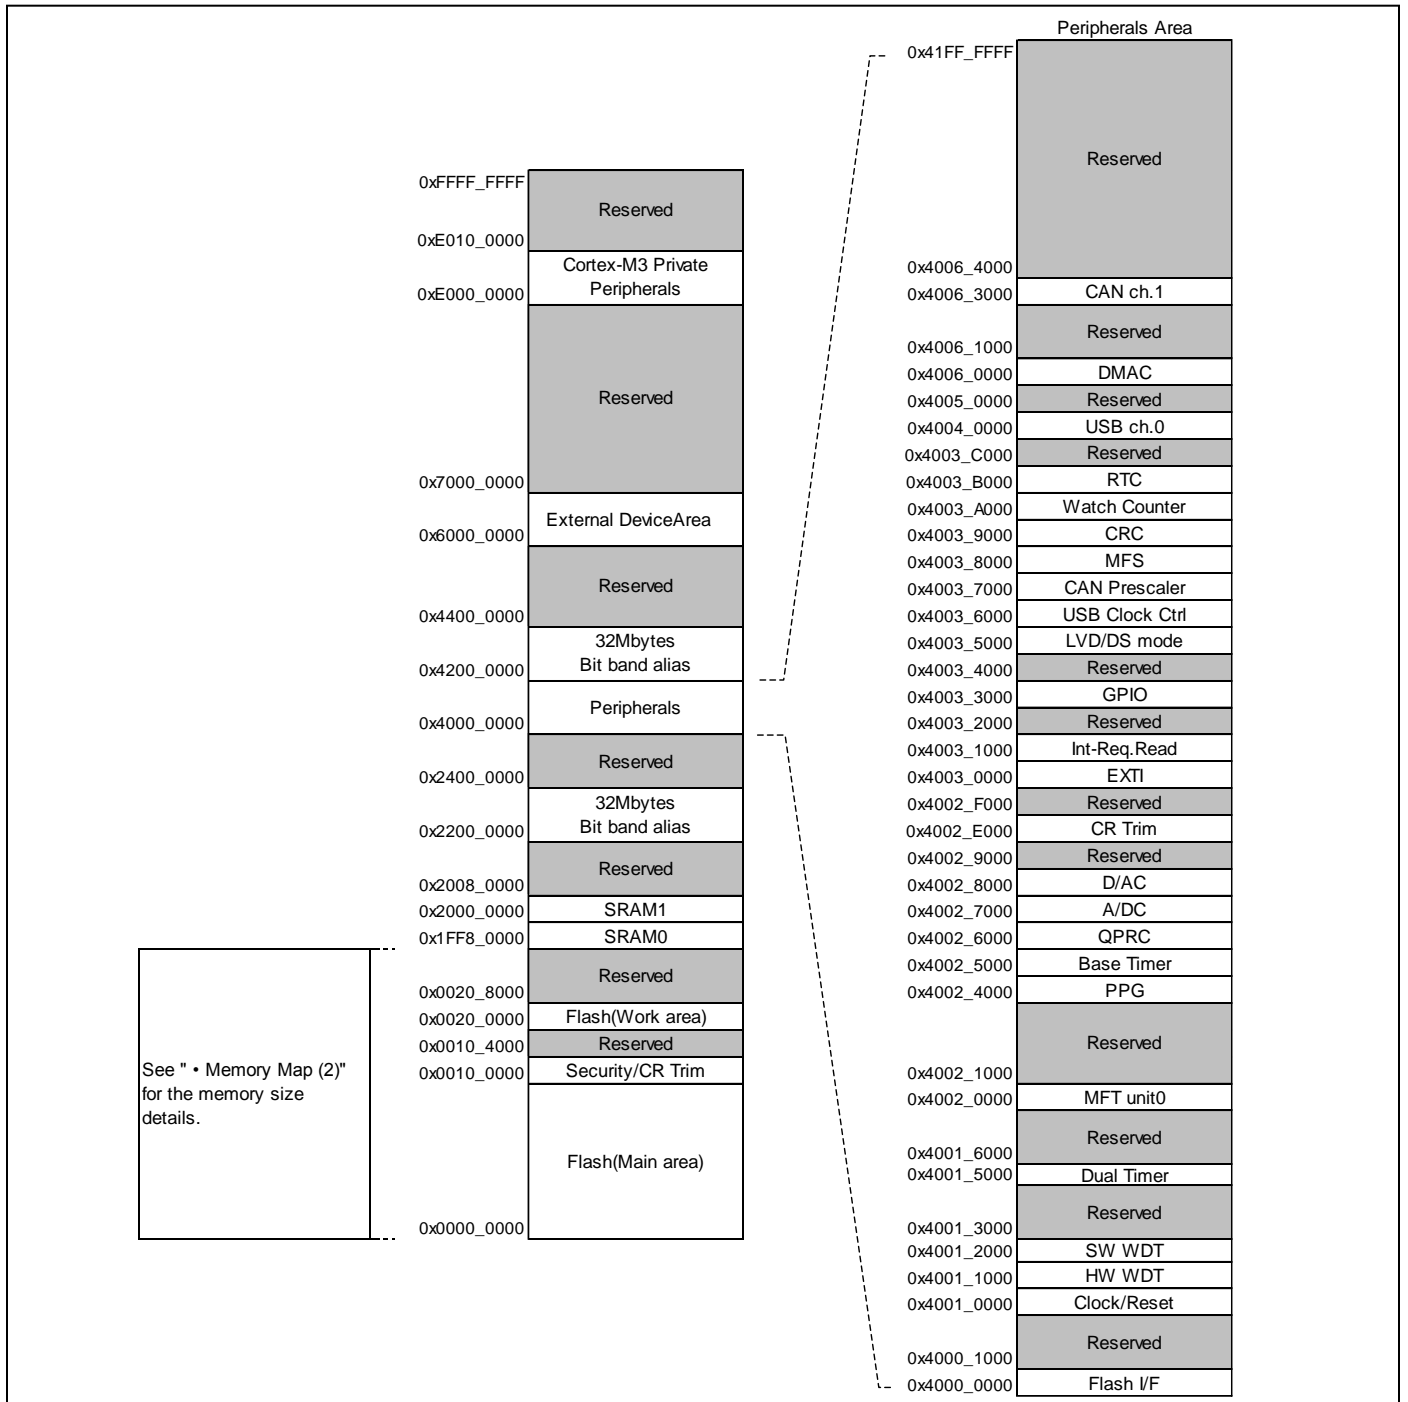 Peripherals Area
0x41FF_FFFF
Reserved
0x4006_4000
0x4006_3000 CAN ch.1
Reserved
0x4006_1000
0x4006_0000 DMAC
0x4005_0000 Reserved
0x4004_0000 USB ch.0
0x4003_C000 Reserved
0x4003_B000 RTC
0x4003_A000 Watch Counter
0x4003_9000 CRC
0x4003_8000 MFS
0x4003_7000 CAN Prescaler
0x4003_6000 USB Clock Ctrl
0x4003_5000 LVD/DS mode
0x4003_4000 Reserved
0x4003_3000 GPIO
0x4003_2000 Reserved
0x4003_1000 Int-Req.Read
0x4003_0000 EXTI
0x4002_F000 Reserved
0x4002_E000 CR Trim
0x4002_9000 Reserved
0x4002_8000 D/AC
0x4002_7000 A/DC
0x4002_6000 QPRC
0x4002_5000 Base Timer
0x4002_4000 PPG
Reserved
0x4002_1000
0x4002_0000 MFT unit0
Reserved
0x4001_6000
0x4001_5000 Dual Timer
Reserved
0x4001_3000
0x4001_2000 SW WDT
0x4001_1000 HW WDT
0x4001_0000 Clock/Reset
Reserved
0x4000_1000
0x4000_0000 Flash I/F
0xFFFF_FFFF
Reserved
0xE010_0000
Cortex-M3 Private
Peripherals
0xE000_0000
Reserved
0x7000_0000
External DeviceArea
0x6000_0000
Reserved
0x4400_0000
32Mbytes
Bit band alias
0x4200_0000
Peripherals
0x4000_0000
Reserved
0x2400_0000
32Mbytes
Bit band alias
0x2200_0000
Reserved
0x2008_0000
0x2000_0000 SRAM1
0x1FF8_0000 SRAM0
Reserved
0x0020_8000
0x0020_0000 Flash(Work area)
0x0010_4000 Reserved
0x0010_0000 Security/CR Trim
Flash(Main area)
0x0000_0000
See " • Memory Map (2)"
for the memory size
details.